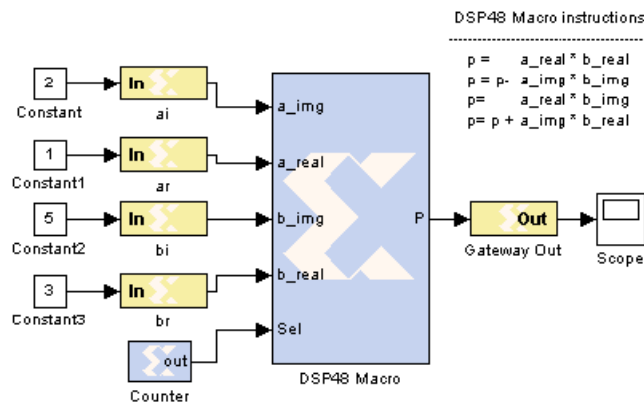 DSP48 Macro instructions
p = a_real * b_real
p = p- a_img * b_img
p= a_real * b_img
p= p + a_img * b_real
2
Constant
In
ai
a_img
1
Constant1
In
ar
a_real
5
Constant2
In
bi
b_img
P
Out
Gateway Out
Scope
3
Constant3
In
br
b_real
Sel
out
Counter
DSP48 Macro